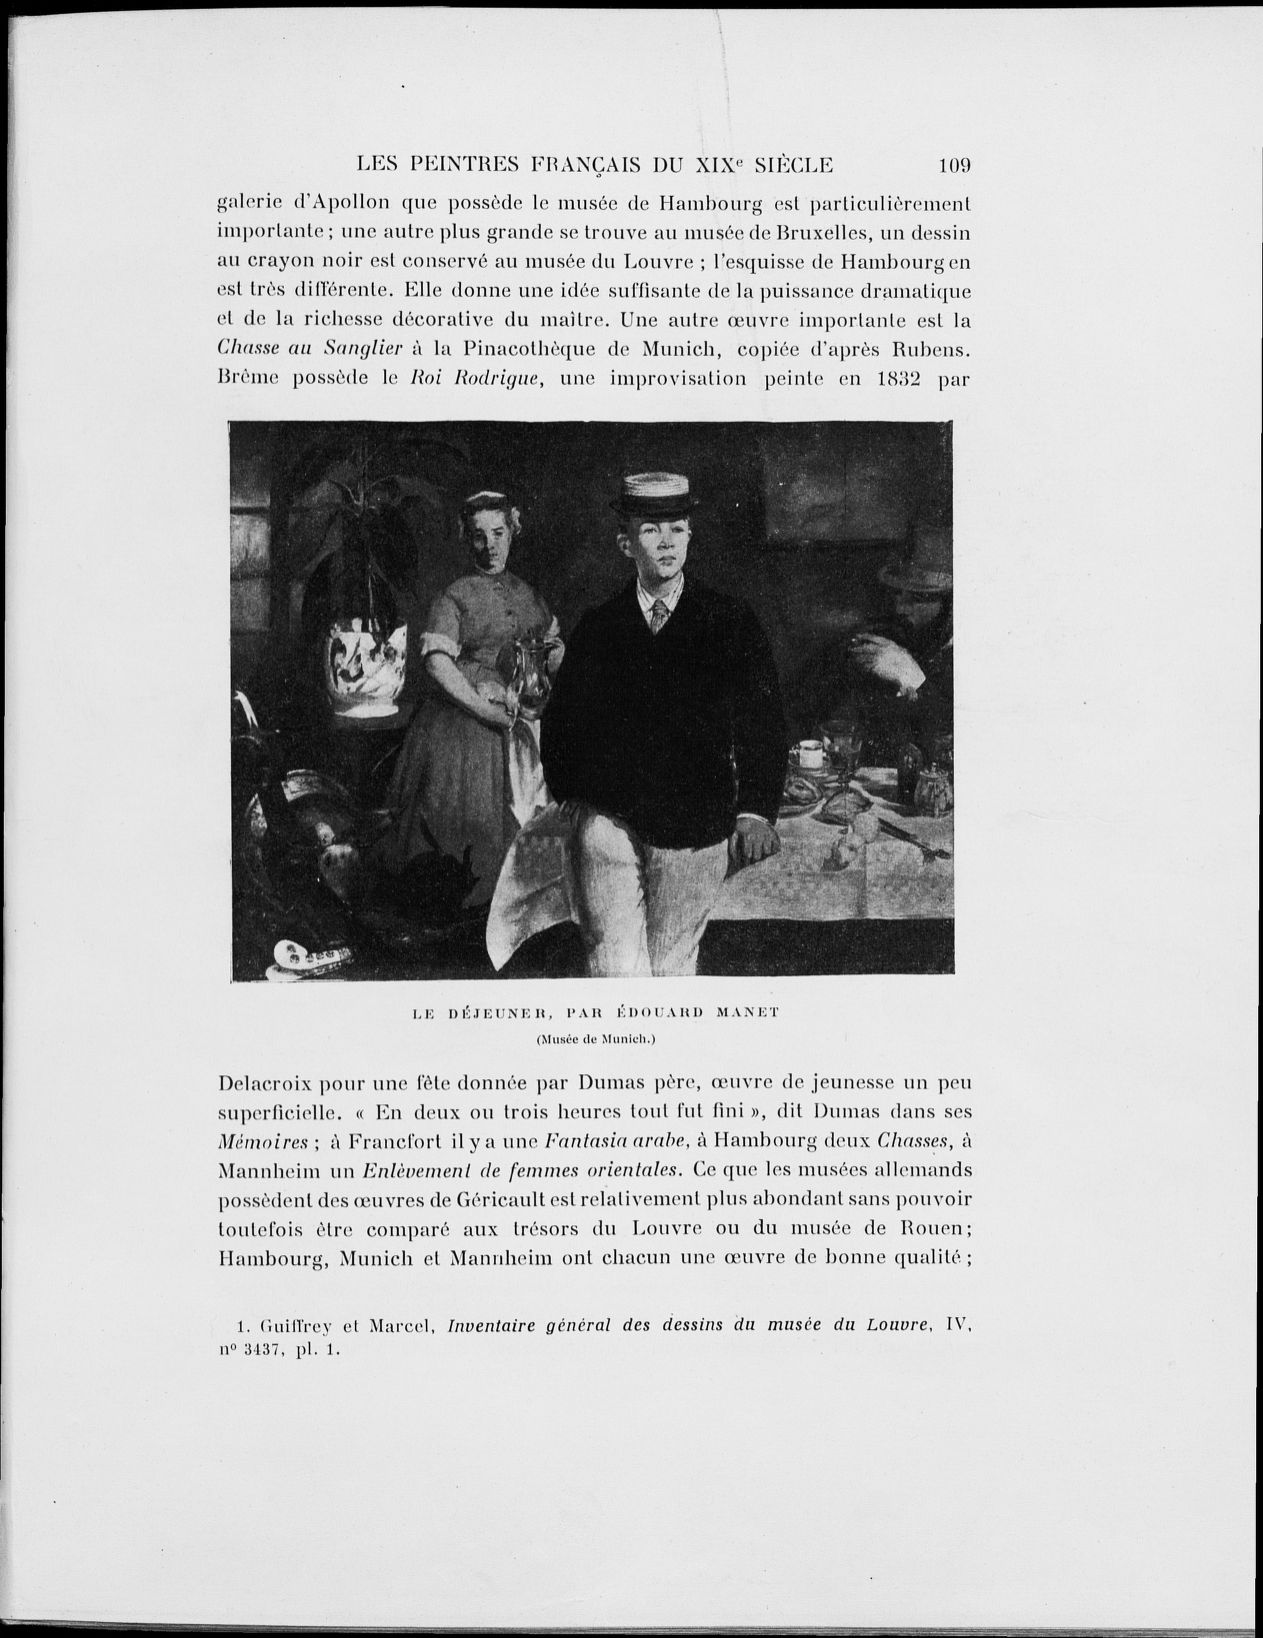 LES PEINTRES FRANÇAIS DU XIXe SIÈCLE 109
galerie d'Apollon que possède le musée de Hambourg est particulièrement
importante ; une autre plus grande se trouve au musée de Bruxelles, un dessin
au crayon noir est conservé au musée du Louvre ; l'esquisse de Hambourg en
est très différente. Elle donne une idée suffisante de la puissance dramatique
et de la richesse décorative du maître. Une autre œuvre importante est la
Chasse au Sanglier à la Pinacothèque de Munich, copiée d'après Rubens.
Brême possède le Roi Rodrigue, une improvisation peinte en 1832 par
LE DÉJEUNER, PAR ÉDOUARD MANET
(Musée de Munich.)
Delacroix pour une fête donnée par Dumas père, œuvre de jeunesse un peu
superficielle. « En deux ou trois heures tout fut fini », dit Dumas dans ses
Mémoires ; à Francfort il y a une Fantasia arabe, à Hambourg deux Chasses, à
Mannheim un Enlèvement de femmes orientales. Ce que les musées allemands
possèdent des œuvres de Géricault est relativement plus abondant sans pouvoir
toutefois être comparé aux trésors du Louvre ou du musée de Rouen;
Hambourg, Munich et Mannheim ont chacun une œuvre de bonne qualité ;
1. Guiffrey et Marcel, Inventaire général des dessins du musée du Louvre, IV,
nº 3437, pl. 1.